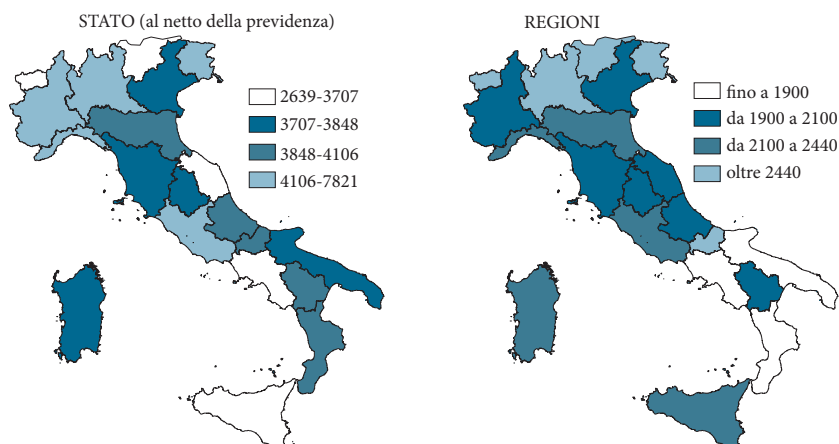 STATO (al netto della previdenza)
2639-3707
3707-3848
3848-4106
4106-7821
REGIONI
fino a 1900
da 1900 a 2100
da 2100 a 2440
oltre 2440